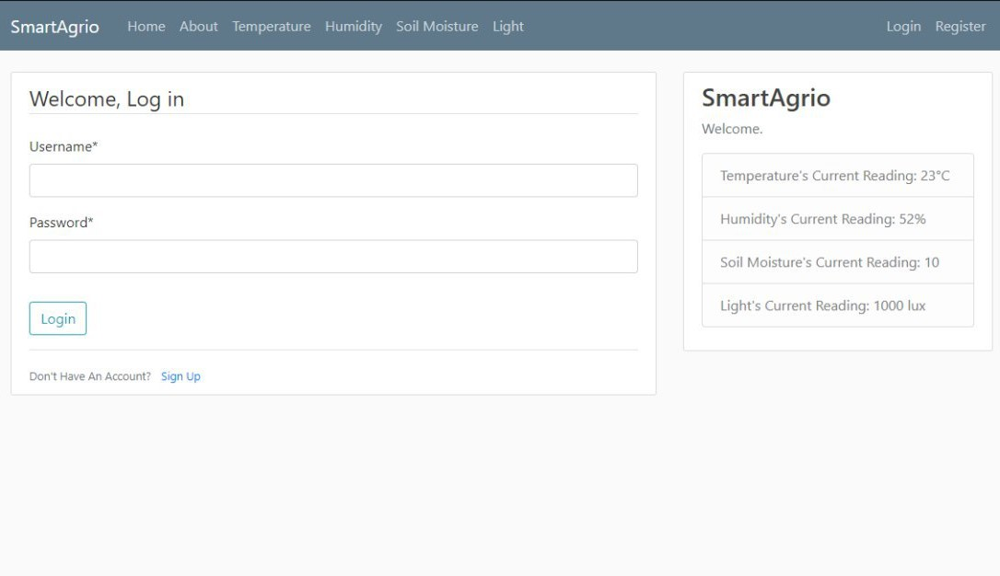 SmartAgrio Home About Temperature Humidity Soil Moisture Light Login Register
Welcome, Log in
Username*
Password*
Login
Don't Have An Account? Sign Up
SmartAgrio
Welcome.
Temperature's Current Reading: 23°C
Humidity's Current Reading: 52%
Soil Moisture's Current Reading: 10
Light's Current Reading: 1000 lux